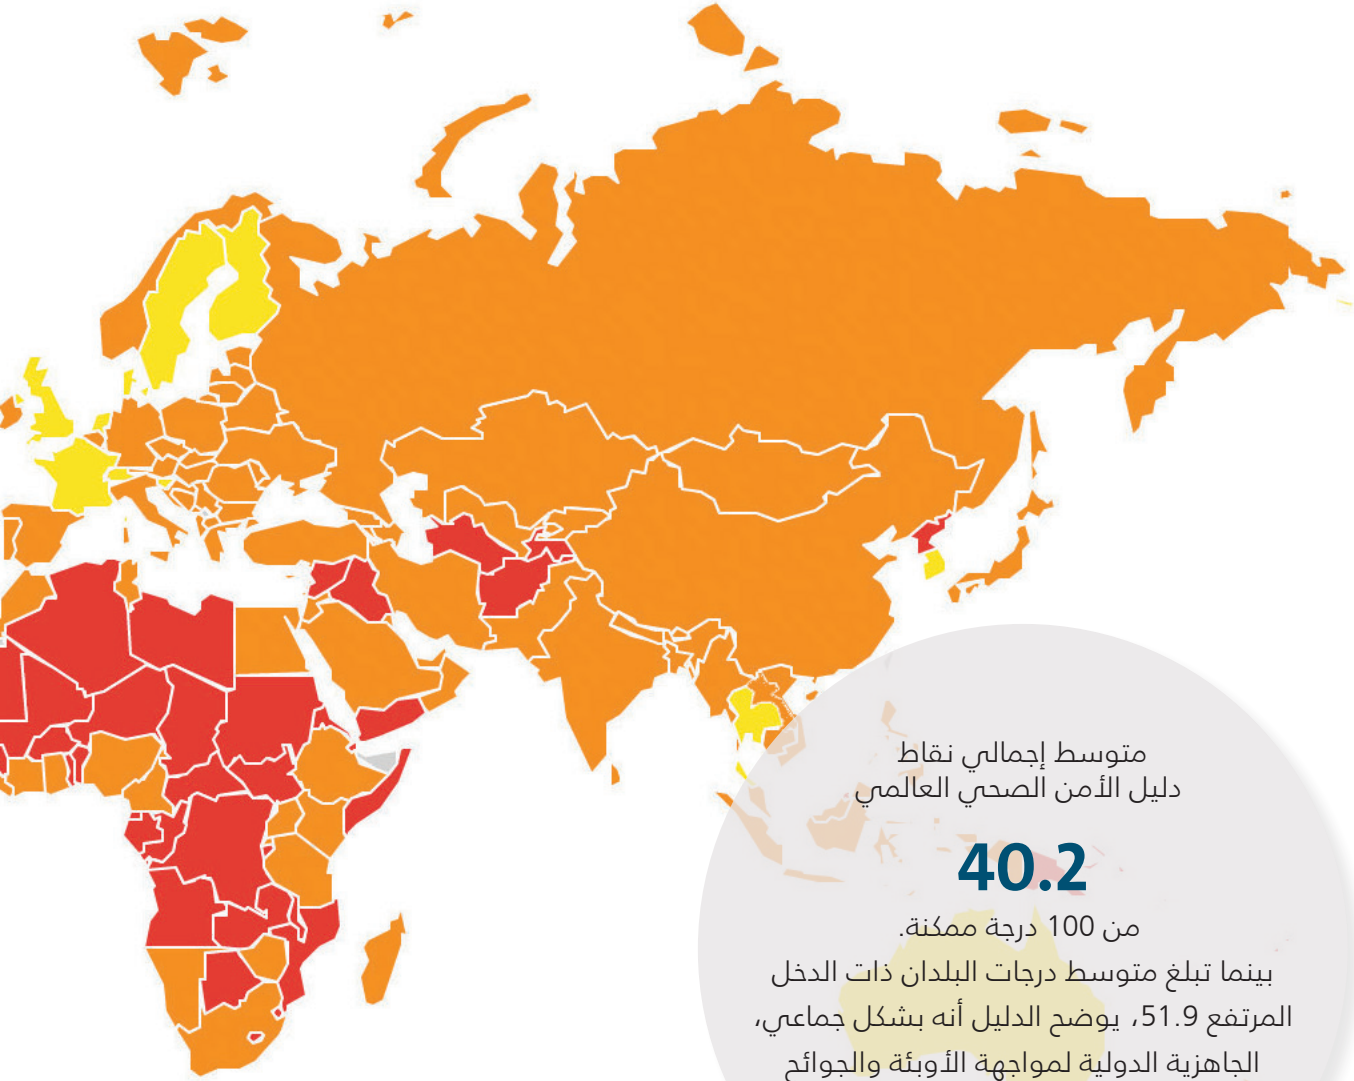 متوسط إجمالي نقاط
دليل الأمن الصحي العالمي
40.2
من 100 درجة ممكنة.
بينما تبلغ متوسط درجات البلدان ذات الدخل
المرتفع 51.9، يوضح الدليل أنه بشكل جماعي،
الجاهزية الدولية لمواجهة الأوبئة والجوائح